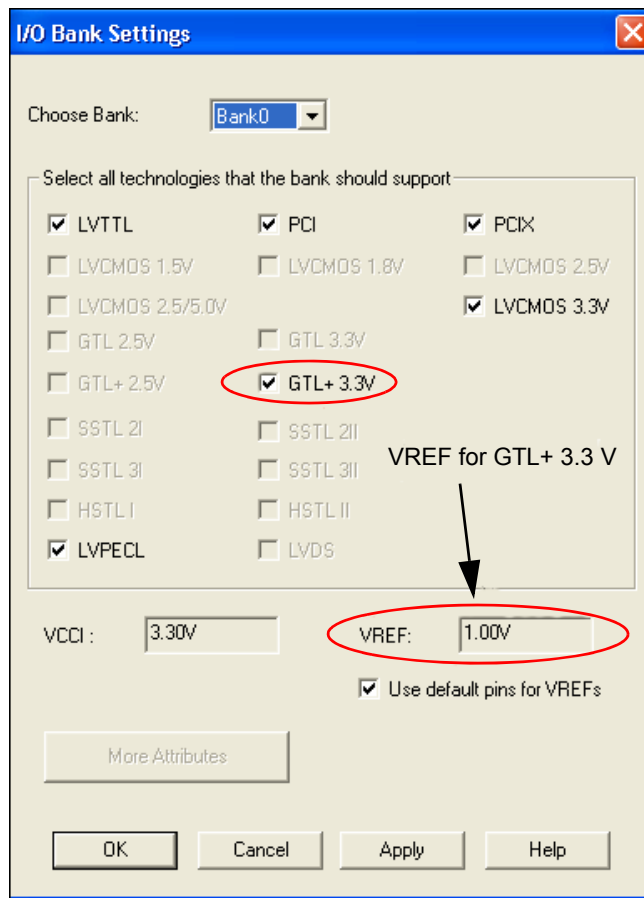 I/O Bank Settings
Choose Bank: Bank0
Select all technologies that the bank should support
LVTTL PCI PCIX
LVCMOS 1.5V LVCMOS 1.8V LVCMOS 2.5V
LVCMOS 2.5/5.0V LVCMOS 3.3V
GTL 2.5V GTL 3.3V
GTL+ 2.5V GTL+ 3.3V
SSTL 2I SSTL 2II
VREF for GTL+ 3.3 V
SSTL 3I SSTL 3II
HSTL I HSTL II
LVPECL LVDS
VCCI : 3.30V VREF: 1.00V
Use default pins for VREFs
More Attributes
OK Cancel Apply Help